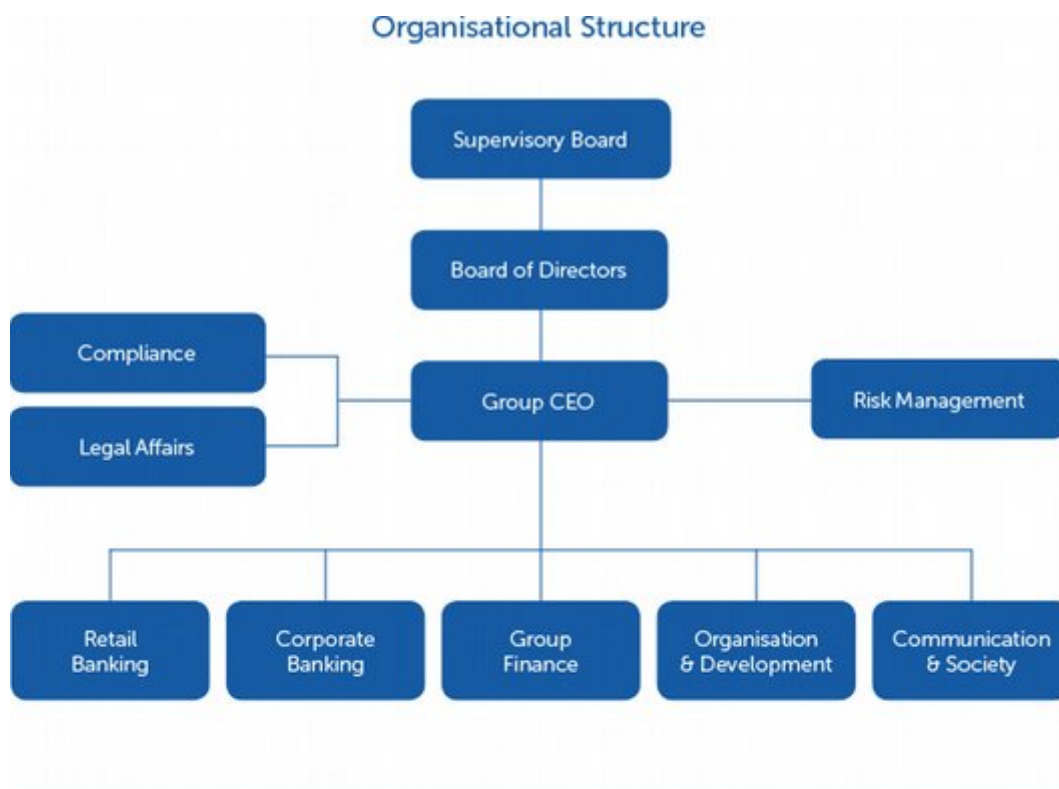 Organisational Structure
Supervisory Board
Board of Directors
Compliance
Group CEO
Risk Management
Legal Affairs
Retail
Banking
Corporate
Banking
Group
Finance
Organisation
& Development
Communication
& Society